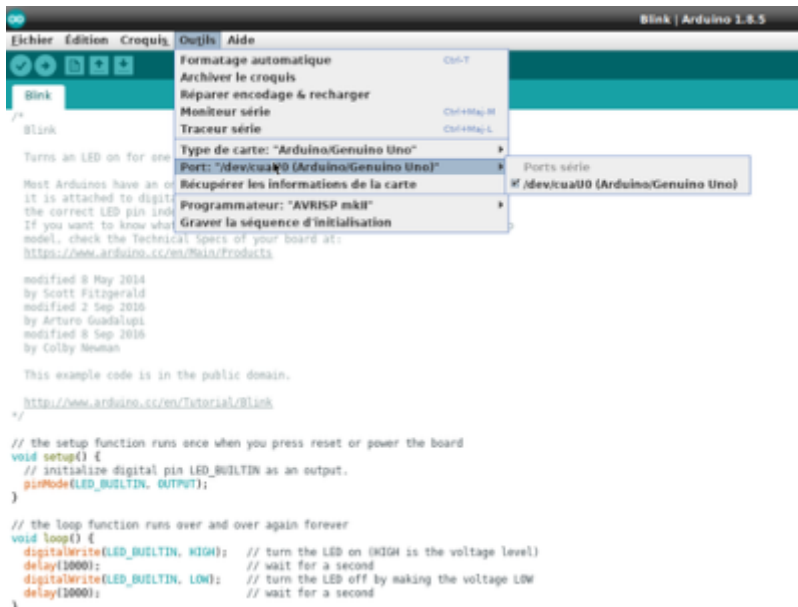 Blink | Arduino 1.8.5
Fichier Édition Croquis Outils Aide
Formatage automatique Ctrl-T
Archiver le croquis
Réparer encodage & recharger
Moniteur série Ctrl+Maj-M
Traceur série Ctrl+Maj-L
Type de carte: "Arduino/Genuino Uno"
Port: "/dev/cuaU0 (Arduino/Genuino Uno)"
Récupérer les informations de la carte
Programmateur: "AVRISP mkII"
Graver la séquence d'initialisation
Ports série
/dev/cuaU0 (Arduino/Genuino Uno)
Blink
/*
Blink
Turns an LED on for one
Most Arduinos have an
it is attached to
the correct LED pin
If you want to know what
model, check the Technical Specs of your board at:
https://www.arduino.cc/en/Main/Products
modified 8 May 2014
by Scott Fitzgerald
modified 2 Sep 2016
by Arturo Guadalupi
modified 8 Sep 2016
by Colby Newman
This example code is in the public domain.
http://www.arduino.cc/en/Tutorial/Blink
*/
// the setup function runs once when you press reset or power the board
void setup() {
// initialize digital pin LED_BUILTIN as an output.
pinMode(LED_BUILTIN, OUTPUT);
}
// the loop function runs over and over again forever
void loop() {
digitalWrite(LED_BUILTIN, HIGH); // turn the LED on (HIGH is the voltage level)
delay(1000); // wait for a second
digitalWrite(LED_BUILTIN, LOW); // turn the LED off by making the voltage LOW
delay(1000); // wait for a second
}